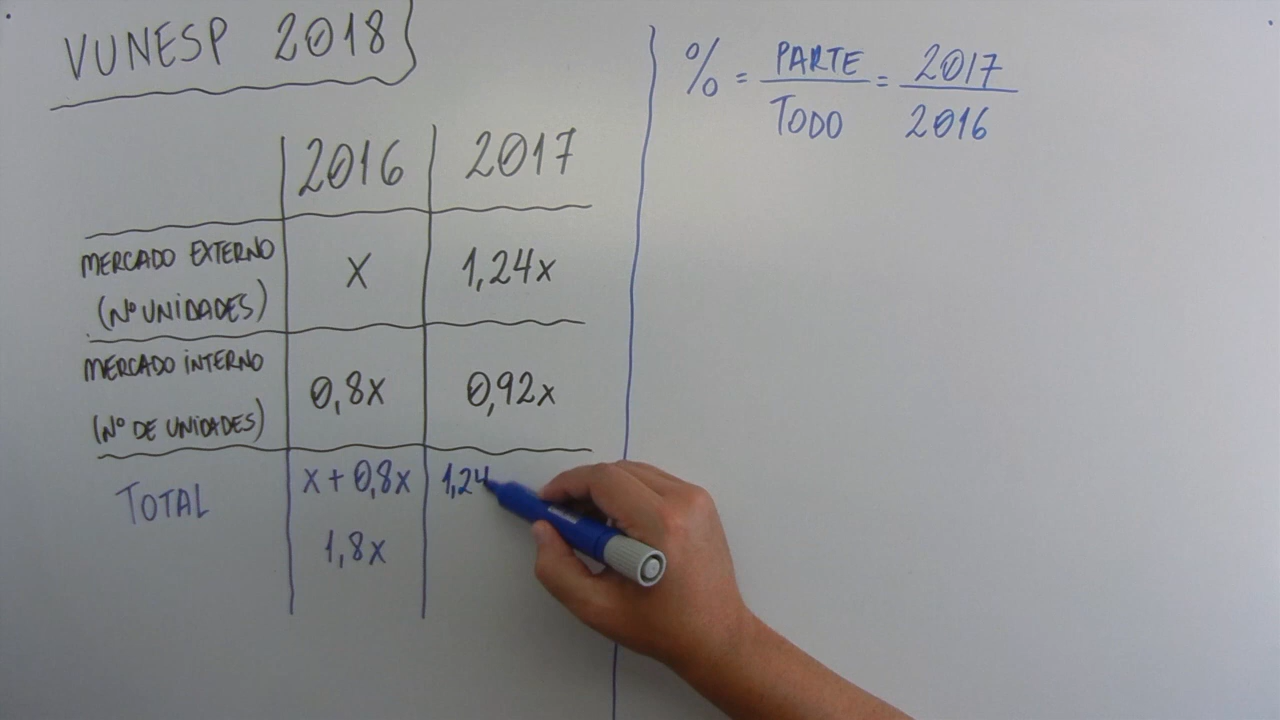 VUNESP 2018
% = PARTE / TODO = 2017 / 2016
2016 2017
MERCADO EXTERNO
(Nº UNIDADES)
X 1,24x
MERCADO INTERNO
(Nº DE UNIDADES)
0,8x 0,92x
TOTAL
x + 0,8x 1,24
1,8x